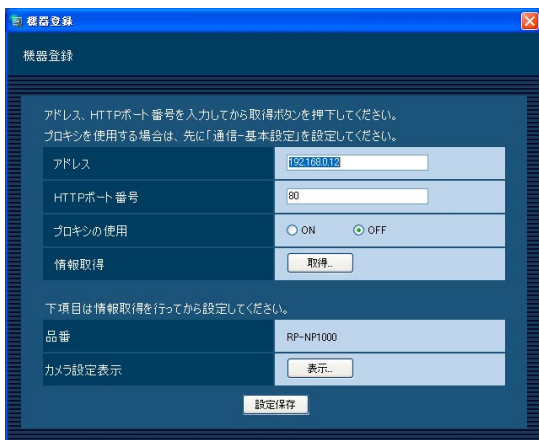 機器登録
機器登録
アドレス、HTTPポート番号を入力してから取得ボタンを押下してください。
プロキシを使用する場合は、先に「通信-基本設定」を設定してください。
アドレス 192.168.0.12
HTTPポート番号 80
プロキシの使用 ON OFF
情報取得 取得...
下項目は情報取得を行ってから設定してください。
品番 RP-NP1000
カメラ設定表示 表示...
設定保存